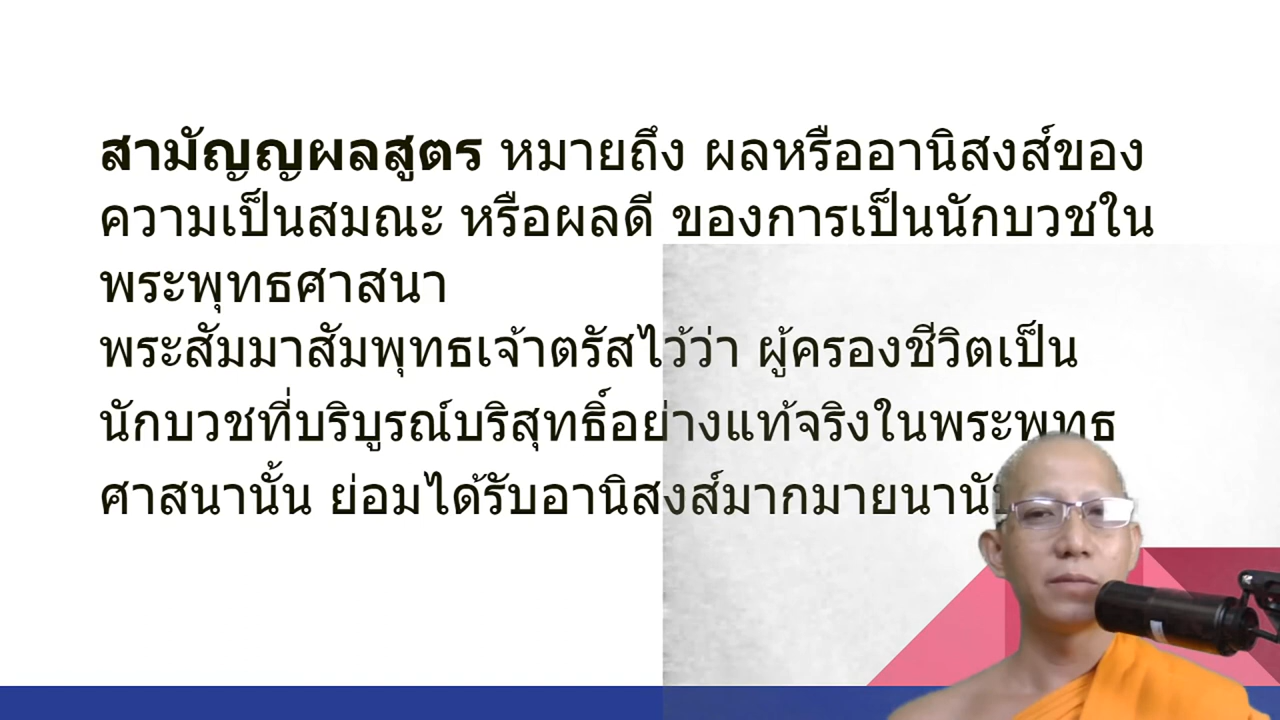 สามัญญผลสูตร หมายถึง ผลหรืออานิสงส์ของ
ความเป็นสมณะ หรือผลดี ของการเป็นนักบวชใน
พระพุทธศาสนา
พระสัมมาสัมพุทธเจ้าตรัสไว้ว่า ผู้ครองชีวิตเป็น
นักบวชที่บริบูรณ์บริสุทธิ์อย่างแท้จริงในพระพุทธ
ศาสนานั้น ย่อมได้รับอานิสงส์มากมาย